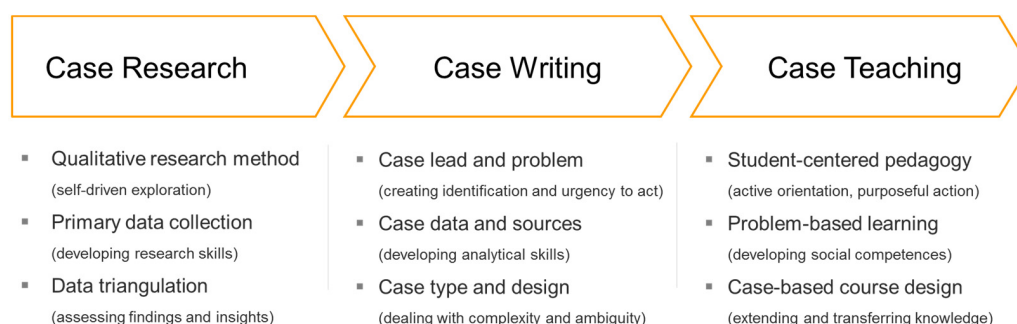 Case Research
Case Writing
Case Teaching
▪ Qualitative research method
(self-driven exploration)
▪ Primary data collection
(developing research skills)
▪ Data triangulation
(assessing findings and insights)
▪ Case lead and problem
(creating identification and urgency to act)
▪ Case data and sources
(developing analytical skills)
▪ Case type and design
(dealing with complexity and ambiguity)
▪ Student-centered pedagogy
(active orientation, purposeful action)
▪ Problem-based learning
(developing social competences)
▪ Case-based course design
(extending and transferring knowledge)